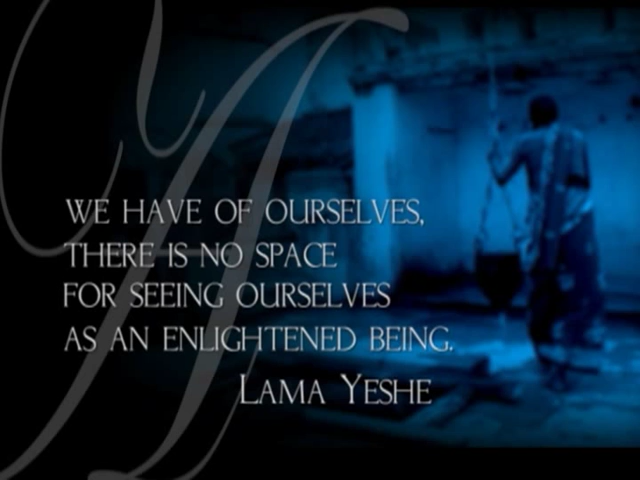 WE HAVE OF OURSELVES,
THERE IS NO SPACE
FOR SEEING OURSELVES
AS AN ENLIGHTENED BEING.
LAMA YESHE